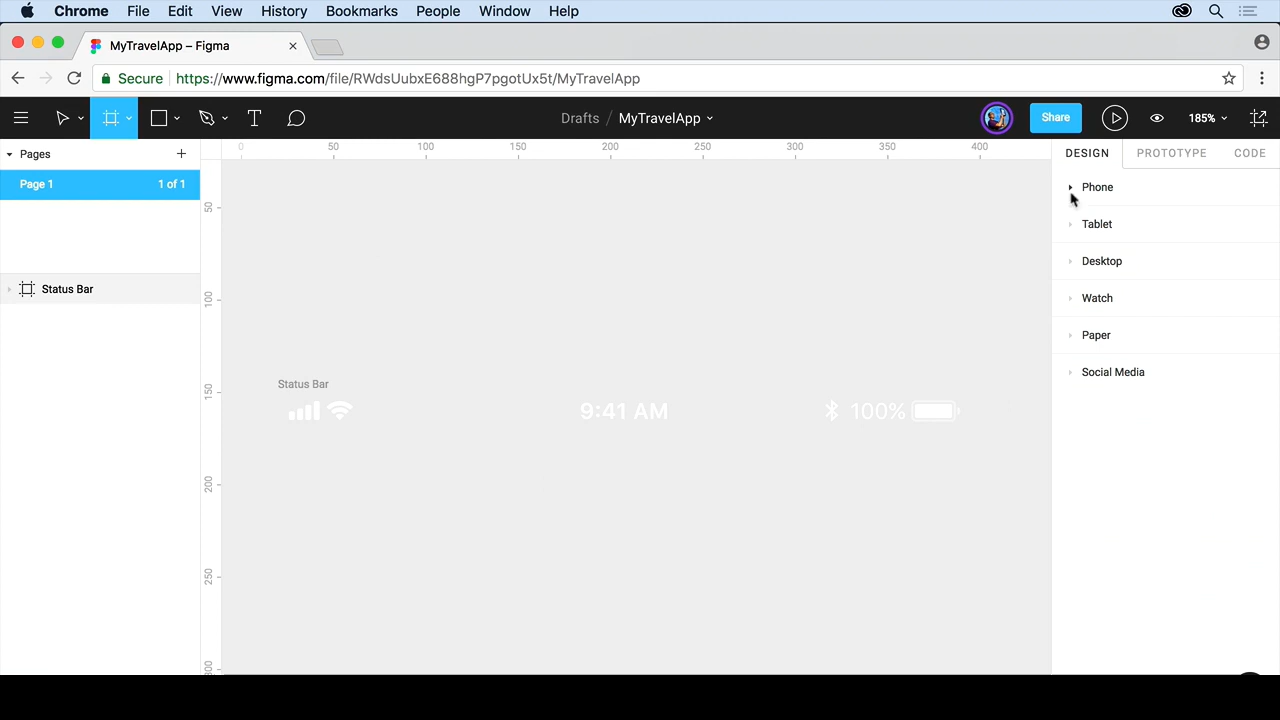 Chrome File Edit View History Bookmarks People Window Help
MyTravelApp – Figma
Secure https://www.figma.com/file/RWdsUubxE688hgP7pgotUx5t/MyTravelApp
Drafts / MyTravelApp Share 185%
Pages
0 50 100 150 200 250 300 350 400
DESIGN PROTOTYPE CODE
Page 1 1 of 1
Phone
50
Tablet
Desktop
Status Bar
100
Watch
Paper
Social Media
Status Bar
150
9:41 AM 100%
200
250
300